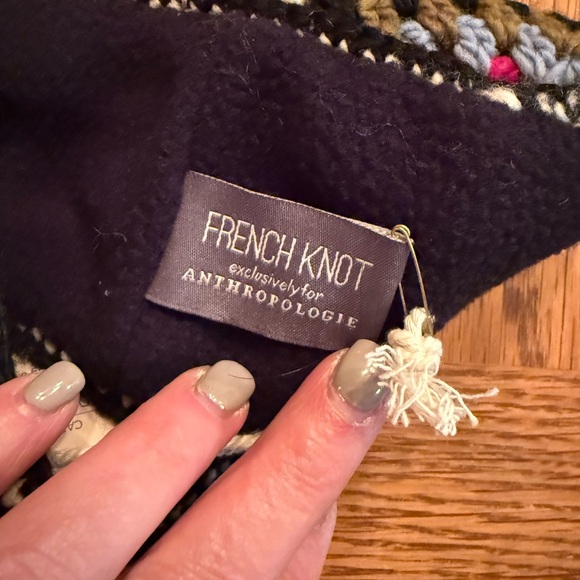 FRENCH KNOT
exclusively for
ANTHROPOLOGIE